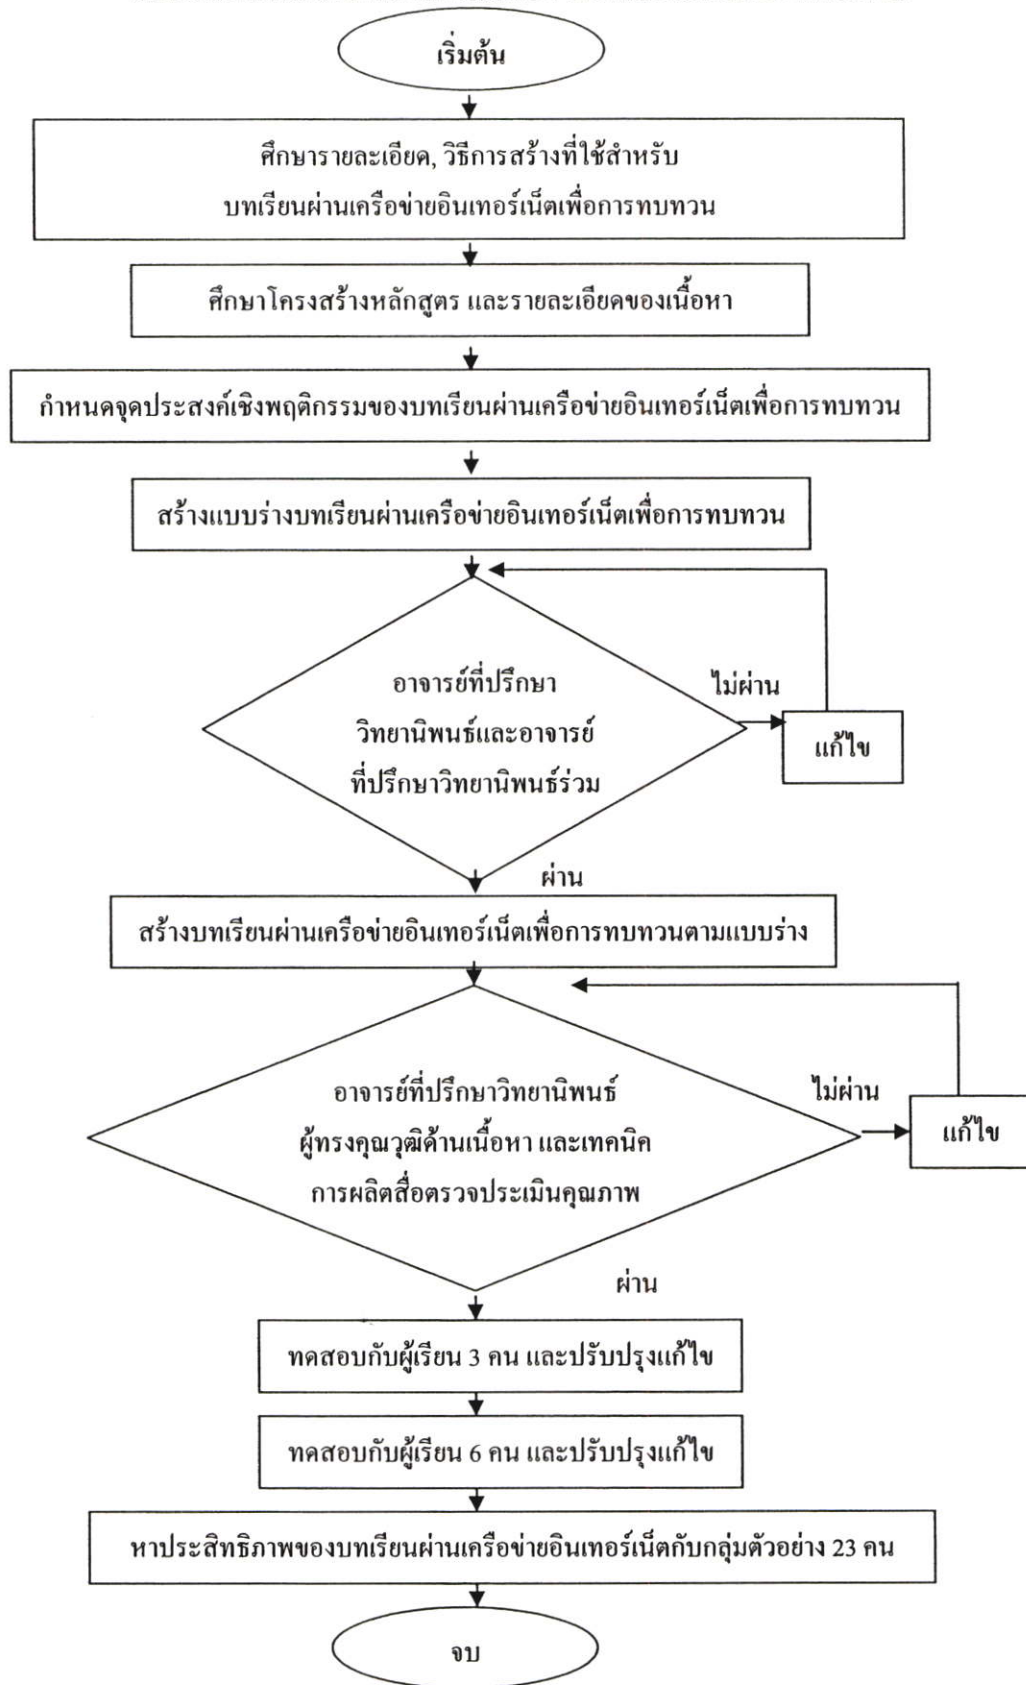 เริ่มต้น
ศึกษารายละเอียด, วิธีการสร้างที่ใช้สำหรับ
บทเรียนผ่านเครือข่ายอินเทอร์เน็ตเพื่อการทบทวน
ศึกษาโครงสร้างหลักสูตร และรายละเอียดของเนื้อหา
กำหนดจุดประสงค์เชิงพฤติกรรมของบทเรียนผ่านเครือข่ายอินเทอร์เน็ตเพื่อการทบทวน
สร้างแบบร่างบทเรียนผ่านเครือข่ายอินเทอร์เน็ตเพื่อการทบทวน
อาจารย์ที่ปรึกษา
วิทยานิพนธ์และอาจารย์
ที่ปรึกษาวิทยานิพนธ์ร่วม
ไม่ผ่าน
แก้ไข
ผ่าน
สร้างบทเรียนผ่านเครือข่ายอินเทอร์เน็ตเพื่อการทบทวนตามแบบร่าง
อาจารย์ที่ปรึกษาวิทยานิพนธ์
ผู้ทรงคุณวุฒิด้านเนื้อหา และเทคนิค
การผลิตสื่อตรวจประเมินคุณภาพ
ไม่ผ่าน
แก้ไข
ผ่าน
ทดสอบกับผู้เรียน 3 คน และปรับปรุงแก้ไข
ทดสอบกับผู้เรียน 6 คน และปรับปรุงแก้ไข
หาประสิทธิภาพของบทเรียนผ่านเครือข่ายอินเทอร์เน็ตกับกลุ่มตัวอย่าง 23 คน
จบ